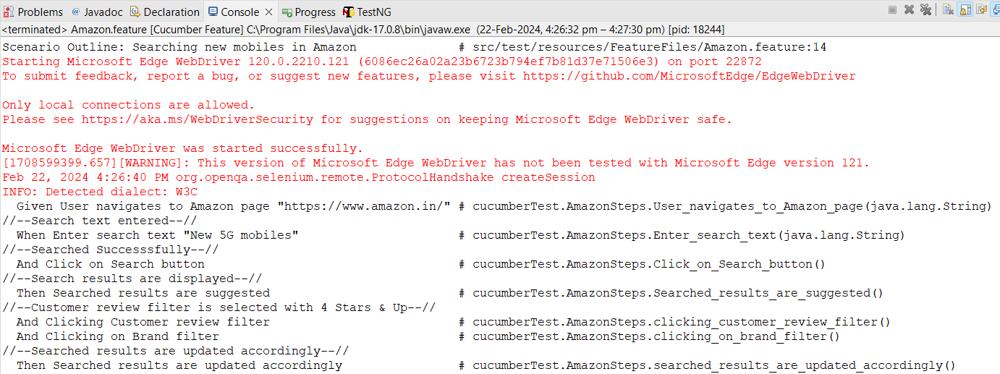 Problems @ Javadoc Declaration Console × Progress TestNG
<terminated> Amazon.feature [Cucumber Feature] C:\Program Files\Java\jdk-17.0.8\bin\javaw.exe (22-Feb-2024, 4:26:32 pm – 4:27:30 pm) [pid: 18244]
Scenario Outline: Searching new mobiles in Amazon # src/test/resources/FeatureFiles/Amazon.feature:14
Starting Microsoft Edge WebDriver 120.0.2210.121 (6086ec26a02a23b6723b794ef7b81d37e71506e3) on port 22872
To submit feedback, report a bug, or suggest new features, please visit https://github.com/MicrosoftEdge/EdgeWebDriver
Only local connections are allowed.
Please see https://aka.ms/WebDriverSecurity for suggestions on keeping Microsoft Edge WebDriver safe.
Microsoft Edge WebDriver was started successfully.
[1708599399.657][WARNING]: This version of Microsoft Edge WebDriver has not been tested with Microsoft Edge version 121.
Feb 22, 2024 4:26:40 PM org.openqa.selenium.remote.ProtocolHandshake createSession
INFO: Detected dialect: W3C
Given User navigates to Amazon page "https://www.amazon.in/" # cucumberTest.AmazonSteps.User_navigates_to_Amazon_page(java.lang.String)
//--Search text entered--//
When Enter search text "New 5G mobiles" # cucumberTest.AmazonSteps.Enter_search_text(java.lang.String)
//--Searched Successsfully--//
And Click on Search button # cucumberTest.AmazonSteps.Click_on_Search_button()
//--Search results are displayed--//
Then Searched results are suggested # cucumberTest.AmazonSteps.Searched_results_are_suggested()
//--Customer review filter is selected with 4 Stars & Up--//
And Clicking Customer review filter # cucumberTest.AmazonSteps.clicking_customer_review_filter()
And Clicking on Brand filter # cucumberTest.AmazonSteps.clicking_on_brand_filter()
//--Searched results are updated accordingly--//
Then Searched results are updated accordingly # cucumberTest.AmazonSteps.searched_results_are_updated_accordingly()